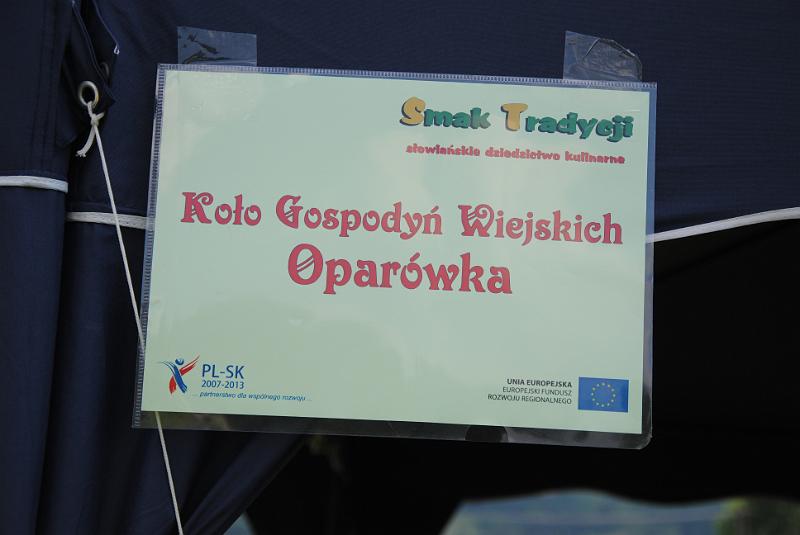 Smak Tradycji
słowiańskie dziedzictwo kulinarne
Koło Gospodyń Wiejskich
Oparówka
PL-SK
2007-2013
... partnerstwo dla wspólnego rozwoju ...
UNIA EUROPEJSKA
EUROPEJSKI FUNDUSZ
ROZWOJU REGIONALNEGO